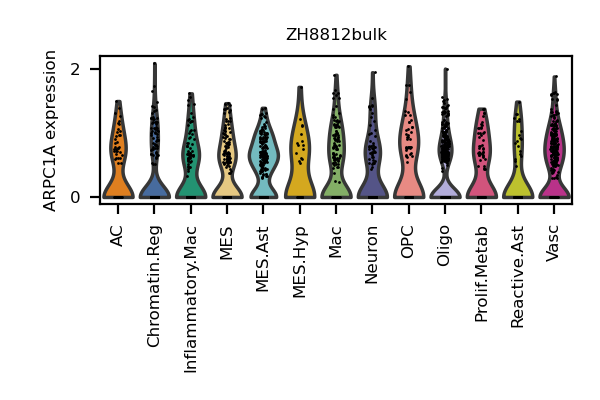 ZH8812bulk
ARPC1A expression
2
0
AC
Chromatin.Reg
Inflammatory.Mac
MES
MES.Ast
MES.Hyp
Mac
Neuron
OPC
Oligo
Prolif.Metab
Reactive.Ast
Vasc